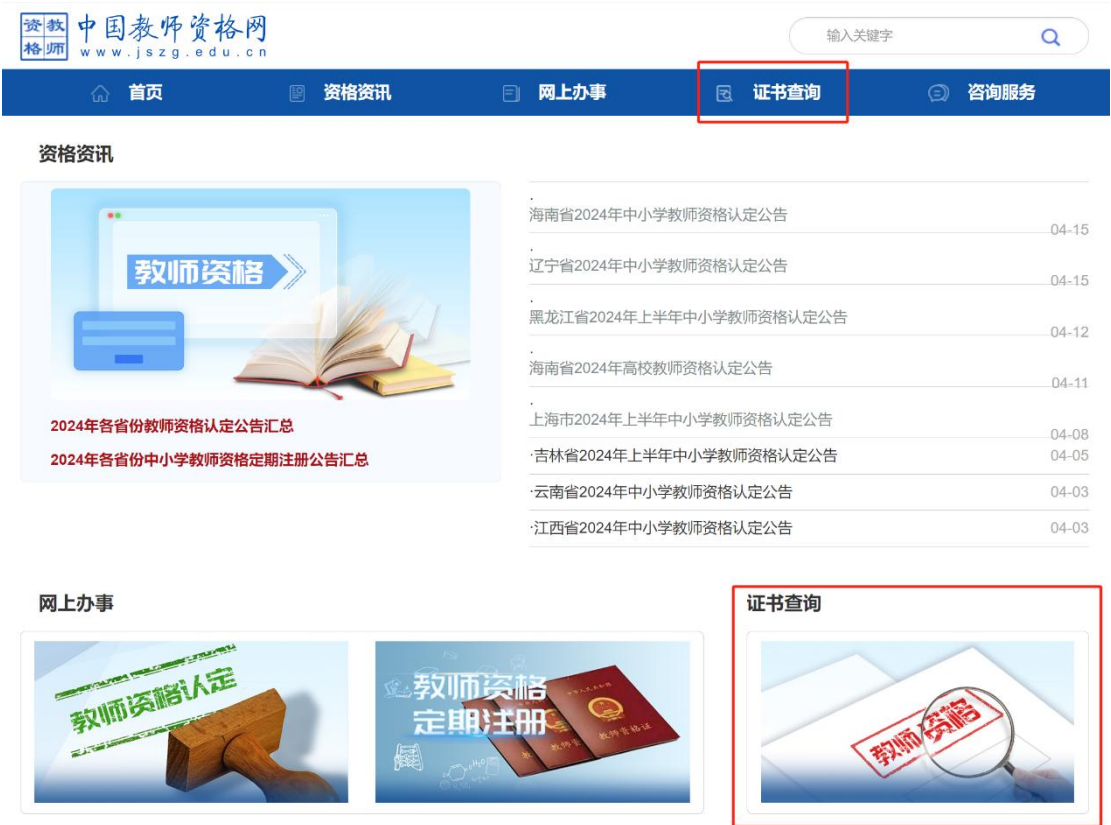 资教 中国教师资格网
格师 www.jszg.edu.cn
输入关键字
首页 资格资讯 网上办事 证书查询 咨询服务
资格资讯
教师资格
2024年各省份教师资格认定公告汇总
2024年各省份中小学教师资格定期注册公告汇总
·
海南省2024年中小学教师资格认定公告
04-15
·
辽宁省2024年中小学教师资格认定公告
04-15
·
黑龙江省2024年上半年中小学教师资格认定公告
04-12
·
海南省2024年高校教师资格认定公告
04-11
·
上海市2024年上半年中小学教师资格认定公告
04-08
·吉林省2024年上半年中小学教师资格认定公告 04-05
·云南省2024年中小学教师资格认定公告 04-03
·江西省2024年中小学教师资格认定公告 04-03
网上办事
教师资格认定
教师资格
定期注册
教师资格证
证书查询
教师资格